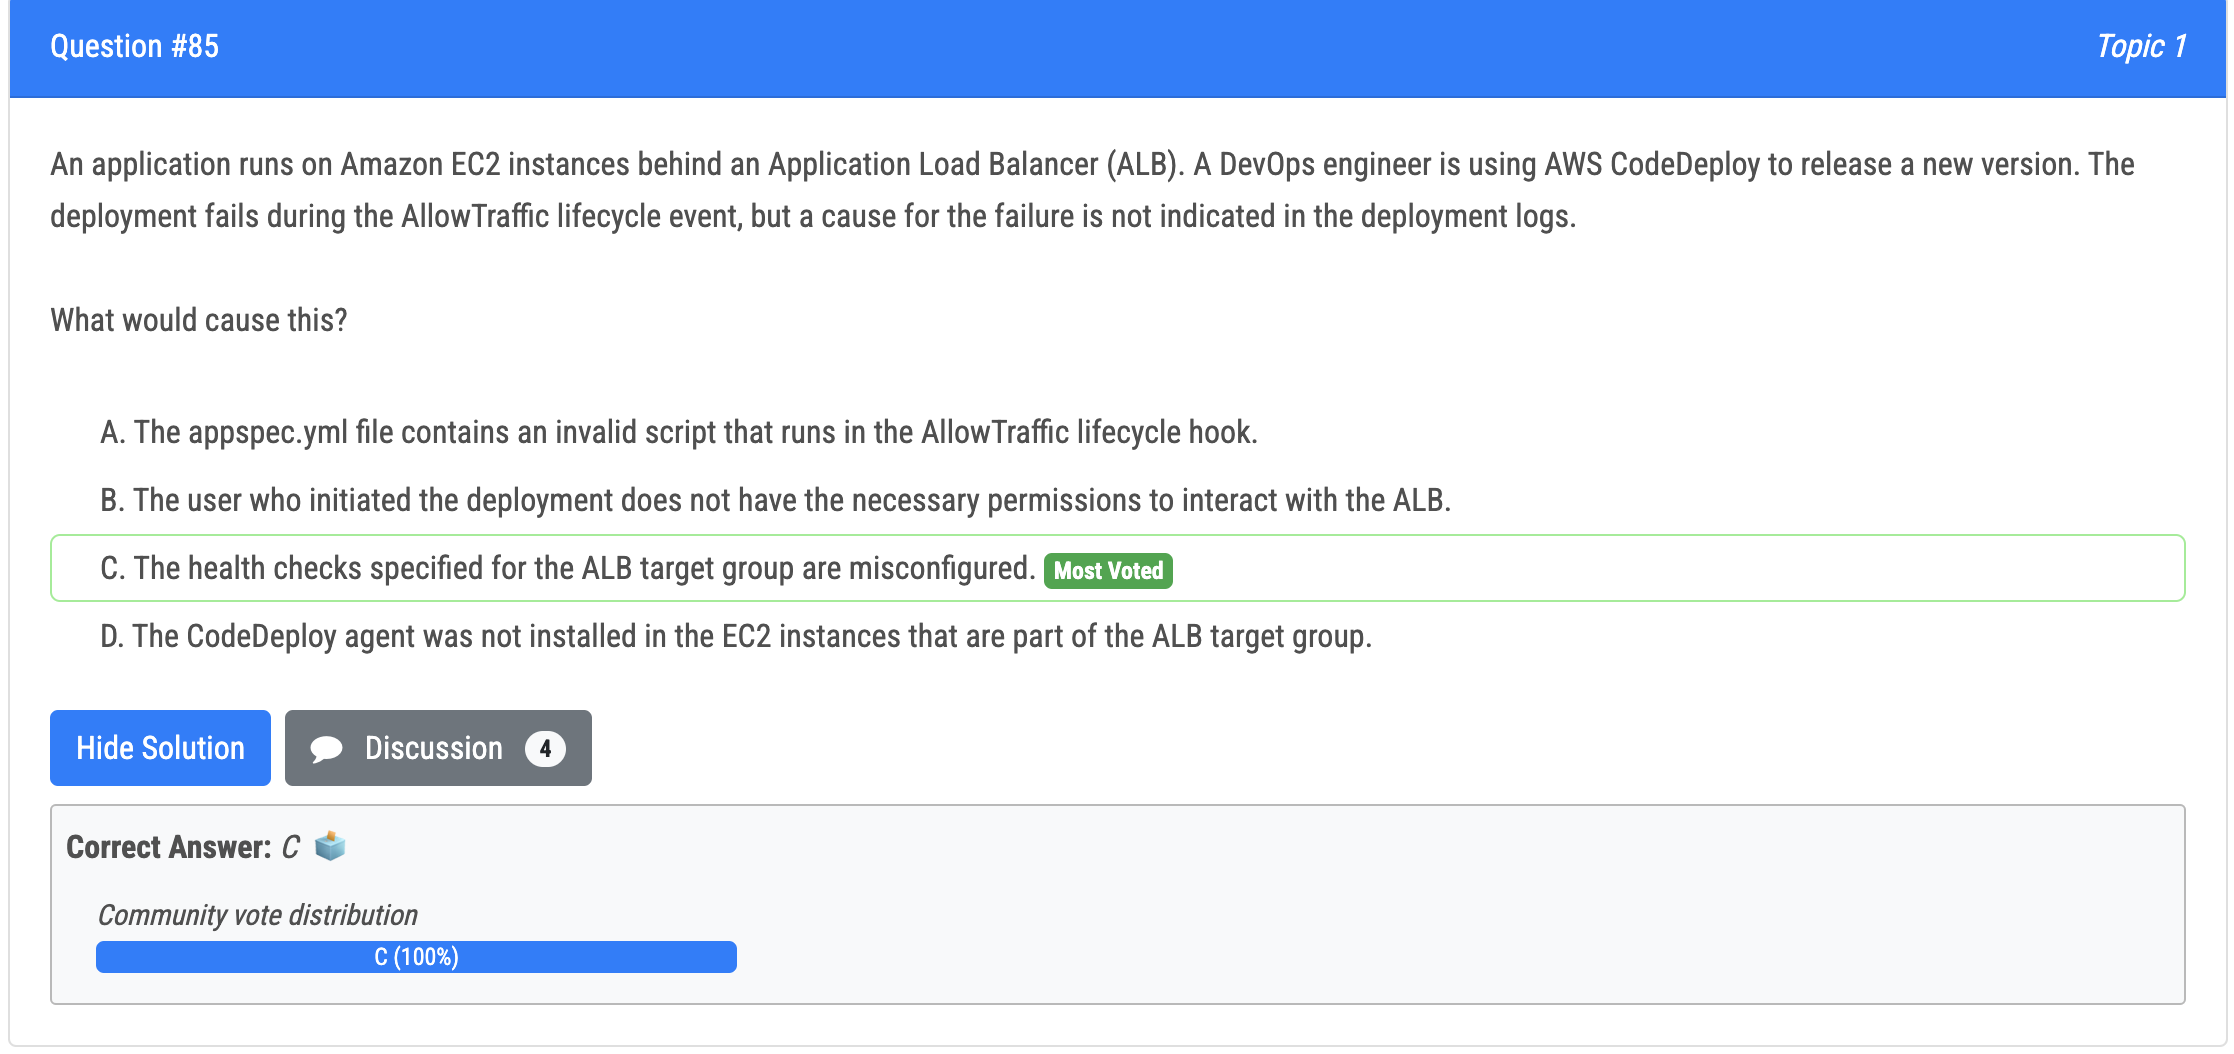 Question #85
Topic 1
An application runs on Amazon EC2 instances behind an Application Load Balancer (ALB). A DevOps engineer is using AWS CodeDeploy to release a new version. The
deployment fails during the AllowTraffic lifecycle event, but a cause for the failure is not indicated in the deployment logs.
What would cause this?
A. The appspec.yml file contains an invalid script that runs in the AllowTraffic lifecycle hook.
B. The user who initiated the deployment does not have the necessary permissions to interact with the ALB.
C. The health checks specified for the ALB target group are misconfigured. Most Voted
D. The CodeDeploy agent was not installed in the EC2 instances that are part of the ALB target group.
Hide Solution
Discussion 4
Correct Answer: C
Community vote distribution
C (100%)